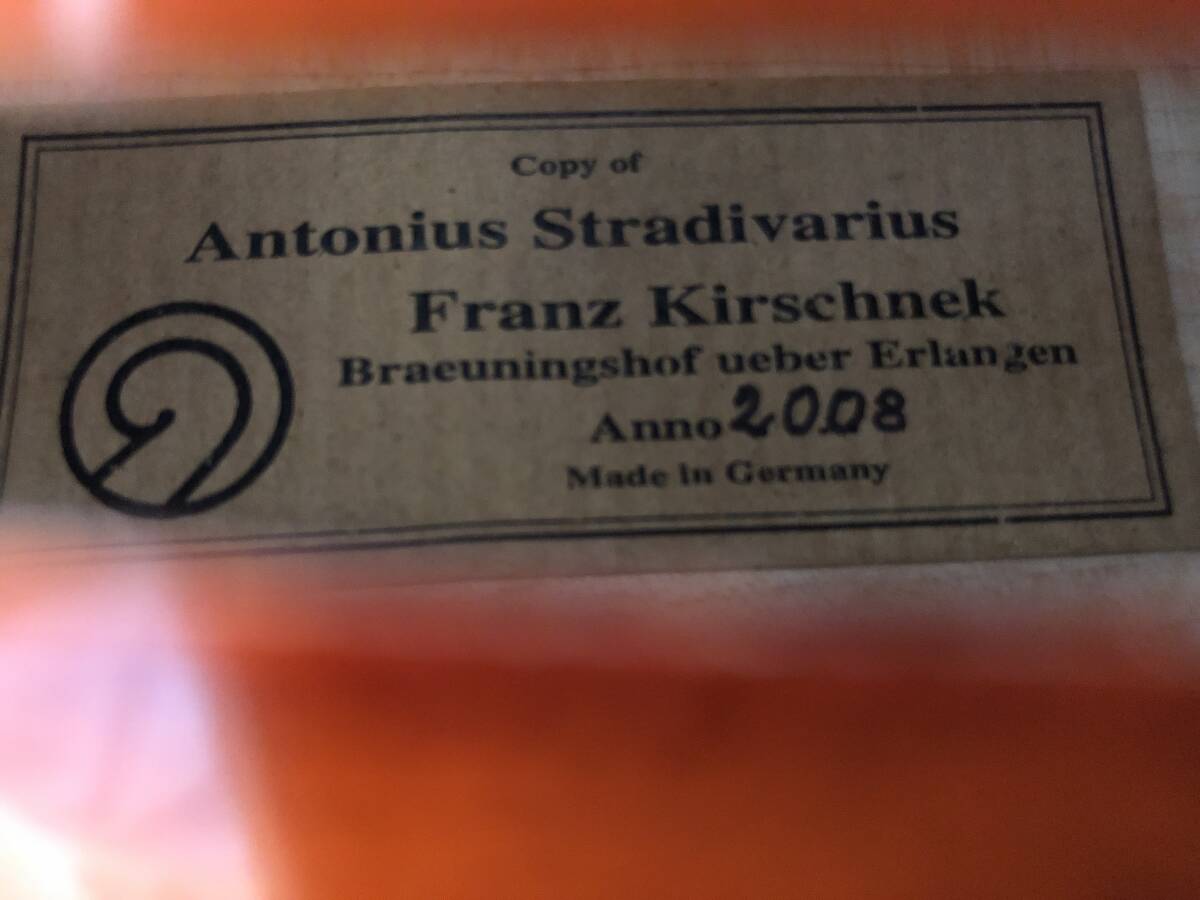 Copy of
Antonius Stradivarius
Franz Kirschnek
Braeuningshof ueber Erlangen
Anno 2008
Made in Germany